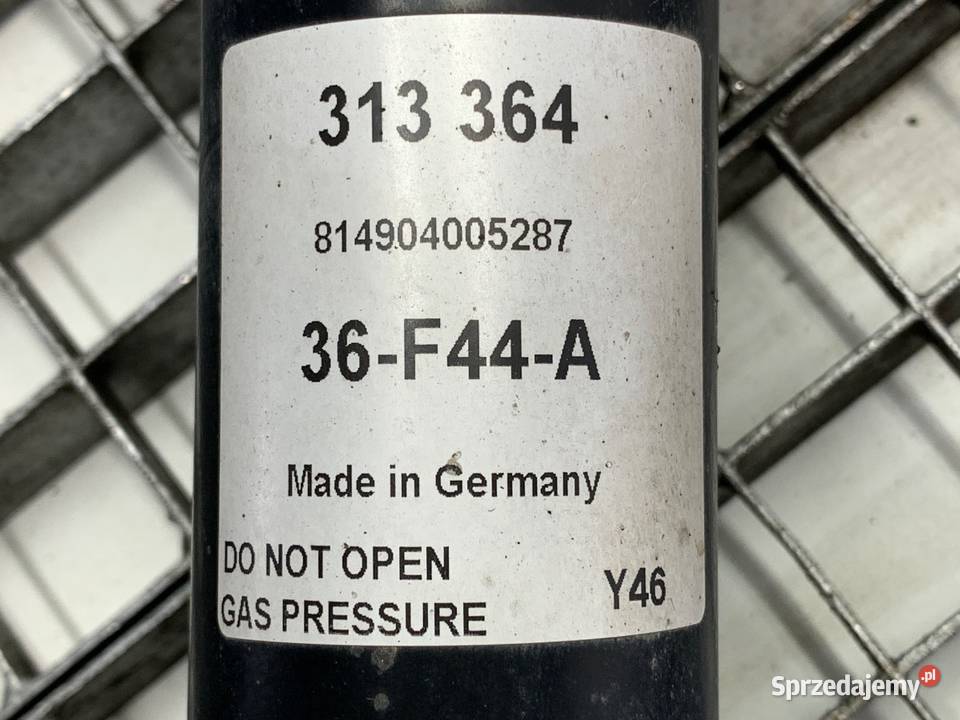 313 364
814904005287
36-F44-A
Made in Germany
DO NOT OPEN
GAS PRESSURE
Y46
Sprzedajemy.pl